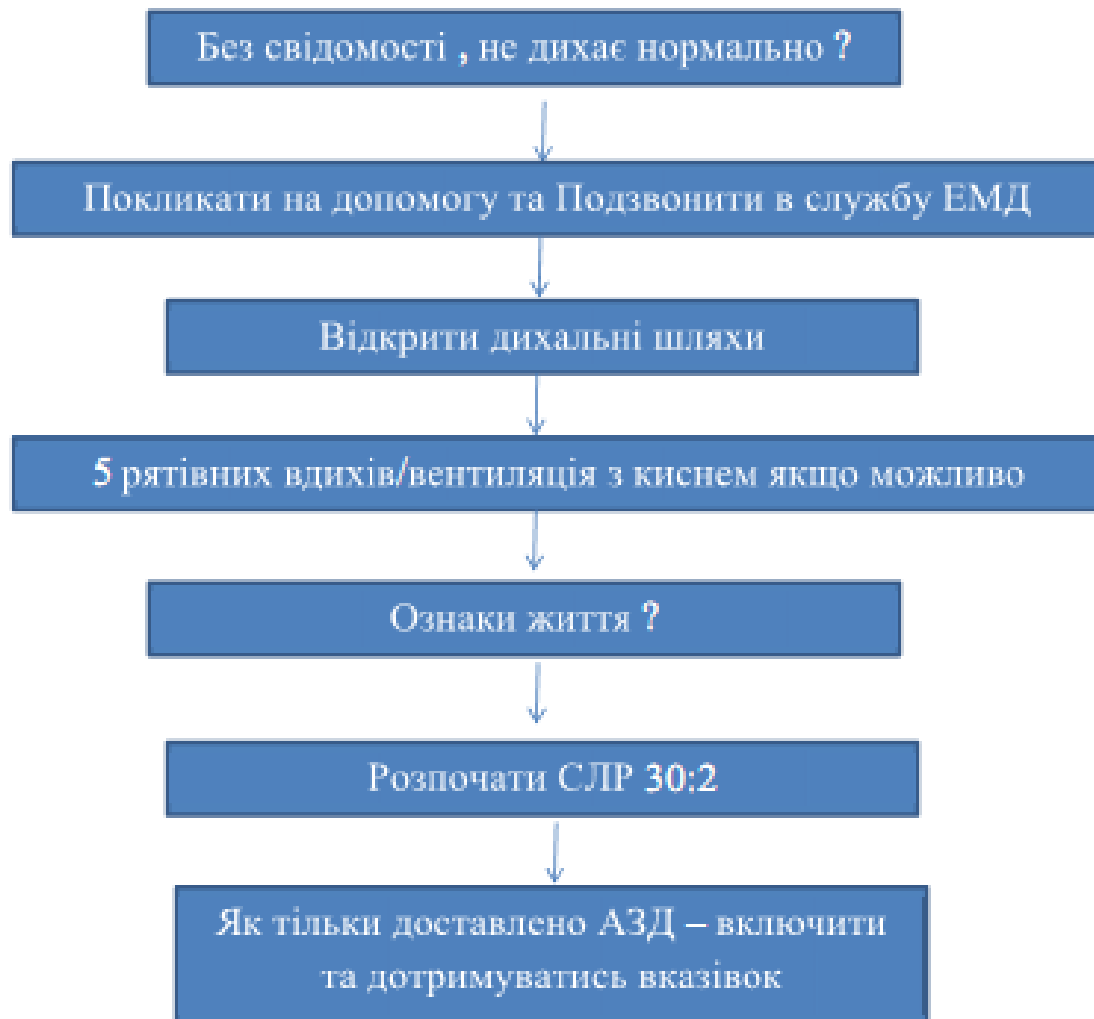 Без свідомості , не дихає нормально ?
Покликати на допомогу та Подзвонити в службу ЕМД
Відкрити дихальні шляхи
5 рятівних вдихів/вентиляція з киснем якщо можливо
Ознаки життя ?
Розпочати СЛР 30:2
Як тільки доставлено АЗД – включити
та дотримуватись вказівок